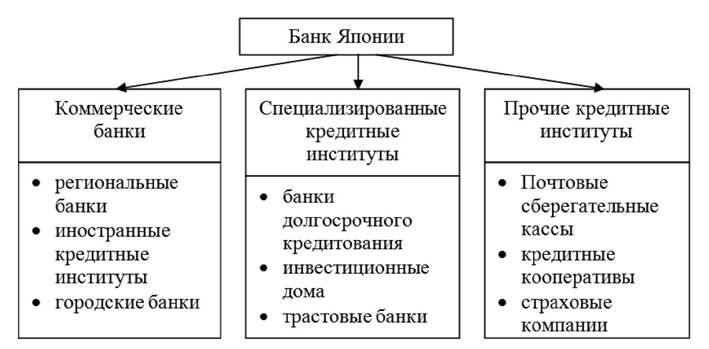 Банк Японии
Коммерческие
банки
• региональные
банки
• иностранные
кредитные
институты
• городские банки
Специализированные
кредитные
институты
• банки
долгосрочного
кредитования
• инвестиционные
дома
• трастовые банки
Прочие кредитные
институты
• Почтовые
сберегательные
кассы
• кредитные
кооперативы
• страховые
компании